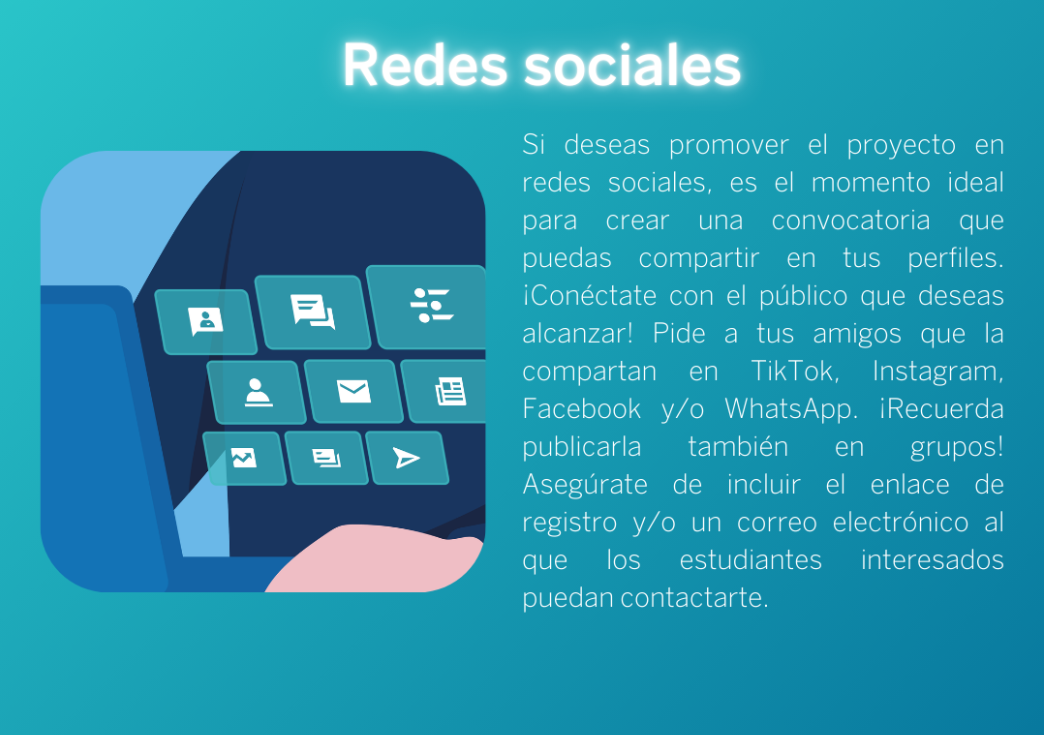 Redes sociales
Si deseas promover el proyecto en
redes sociales, es el momento ideal
para crear una convocatoria que
puedas compartir en tus perfiles.
¡Conéctate con el público que deseas
alcanzar! Pide a tus amigos que la
compartan en TikTok, Instagram,
Facebook y/o WhatsApp. ¡Recuerda
publicarla también en grupos!
Asegúrate de incluir el enlace de
registro y/o un correo electrónico al
que los estudiantes interesados
puedan contactarte.